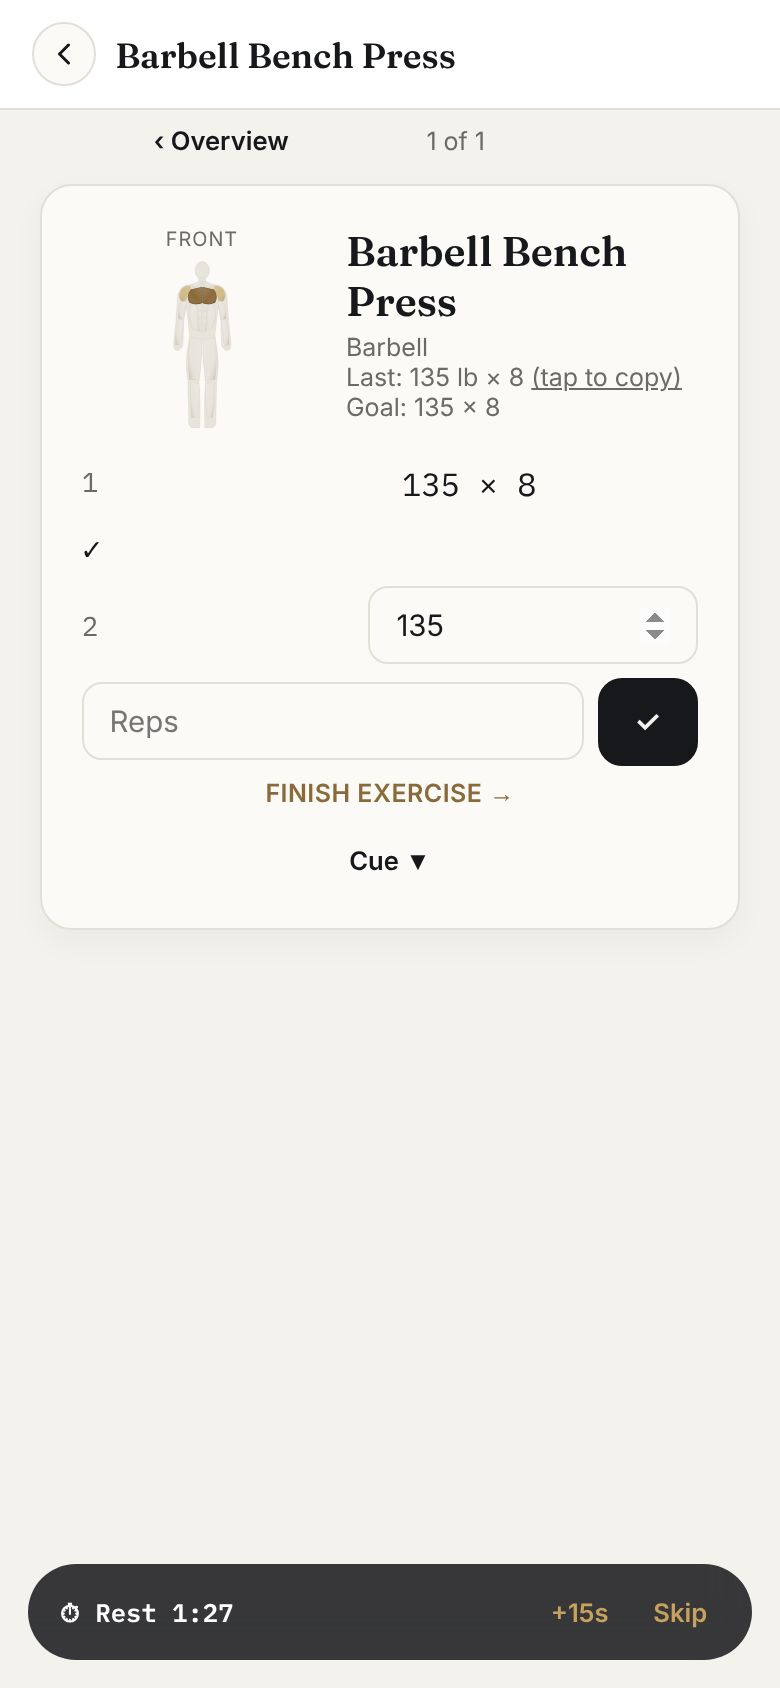 Barbell Bench Press
‹ Overview
1 of 1
FRONT
Barbell Bench
Press
Barbell
Last: 135 lb × 8 (tap to copy)
Goal: 135 × 8
1
135 × 8
✓
2
135
Reps
✓
FINISH EXERCISE →
Cue ▼
⏱ Rest 1:27
+15s
Skip